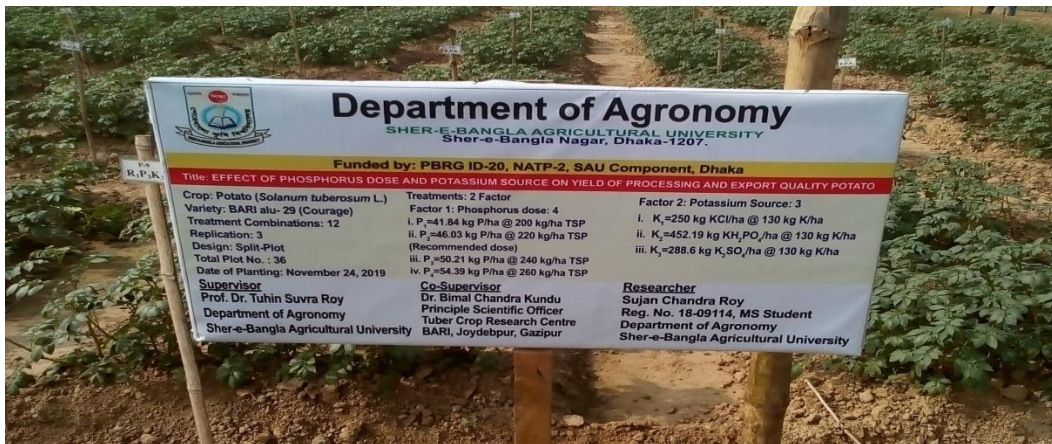 Department of Agronomy
SHER-E-BANGLA AGRICULTURAL UNIVERSITY
Sher-e-Bangla Nagar, Dhaka-1207.
Funded by: PBRG ID-20, NATP-2, SAU Component, Dhaka
Title: EFFECT OF PHOSPHORUS DOSE AND POTASSIUM SOURCE ON YIELD OF PROCESSING AND EXPORT QUALITY POTATO
Crop: Potato (Solanum tuberosum L.)
Variety: BARI alu- 29 (Courage)
Treatment Combinations: 12
Replication: 3
Design: Split-Plot
Total Plot No. : 36
Date of Planting: November 24, 2019
Treatments: 2 Factor
Factor 1: Phosphorus dose: 4
i. P₁=41.84 kg P/ha @ 200 kg/ha TSP
ii. P₂=46.03 kg P/ha @ 220 kg/ha TSP
(Recommended dose)
iii. P₃=50.21 kg P/ha @ 240 kg/ha TSP
iv. P₄=54.39 kg P/ha @ 260 kg/ha TSP
Factor 2: Potassium Source: 3
i. K₁=250 kg KCl/ha @ 130 kg K/ha
ii. K₂=452.19 kg KH₂PO₄/ha @ 130 kg K/ha
iii. K₃=288.6 kg K₂SO₄/ha @ 130 kg K/ha
Supervisor
Prof. Dr. Tuhin Suvra Roy
Department of Agronomy
Sher-e-Bangla Agricultural University
Co-Supervisor
Dr. Bimal Chandra Kundu
Principle Scientific Officer
Tuber Crop Research Centre
BARI, Joydebpur, Gazipur
Researcher
Sujan Chandra Roy
Reg. No. 18-09114, MS Student
Department of Agronomy
Sher-e-Bangla Agricultural University
P-9